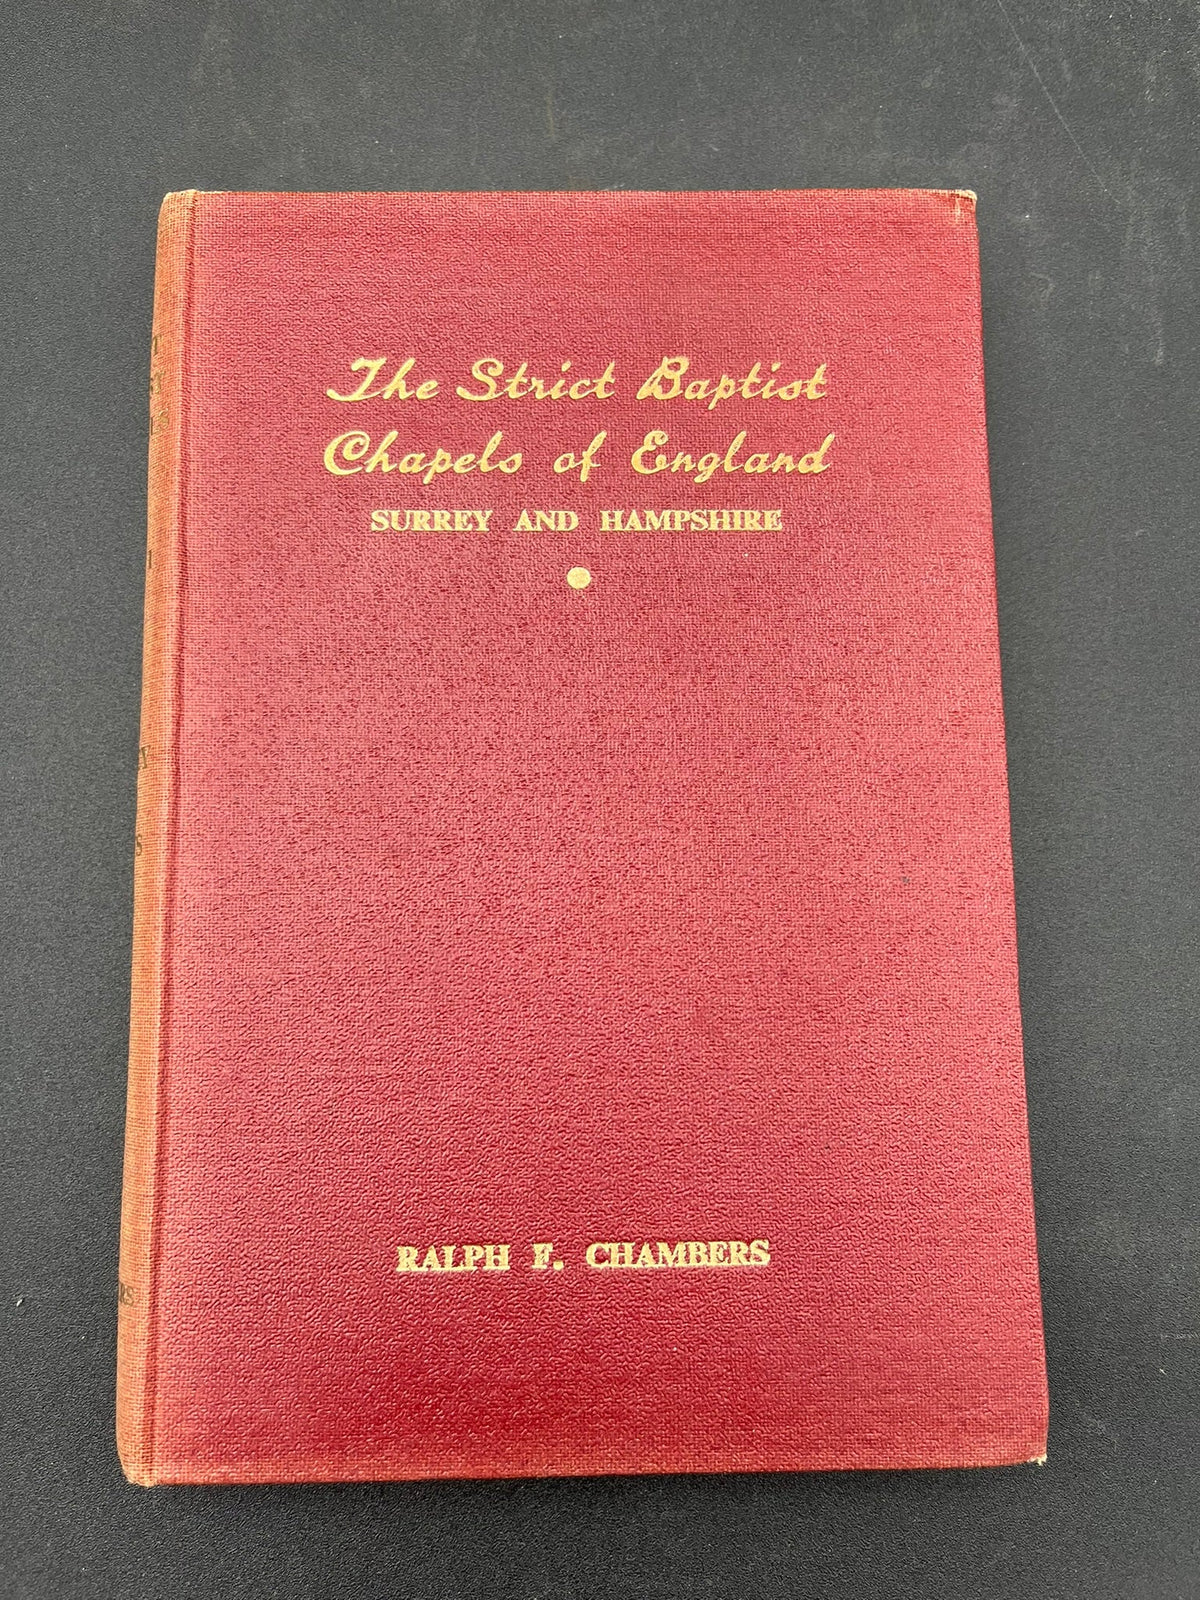 The Strict Baptist
Chapels of England
SURREY AND HAMPSHIRE
RALPH F. CHAMBERS